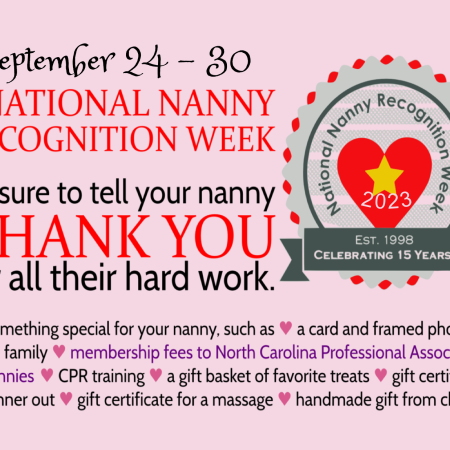 September 24 – 30
NATIONAL NANNY
COGNITION WEEK
sure to tell your nanny
HANK YOU
all their hard work.
National Nanny Recognition Week
2023
EST. 1998
CELEBRATING 15 YEARS
mething special for your nanny, such as ♥ a card and framed pho
family ♥ membership fees to North Carolina Professional Assoc
nnies ♥ CPR training ♥ a gift basket of favorite treats ♥ gift certi
nner out ♥ gift certificate for a massage ♥ handmade gift from c